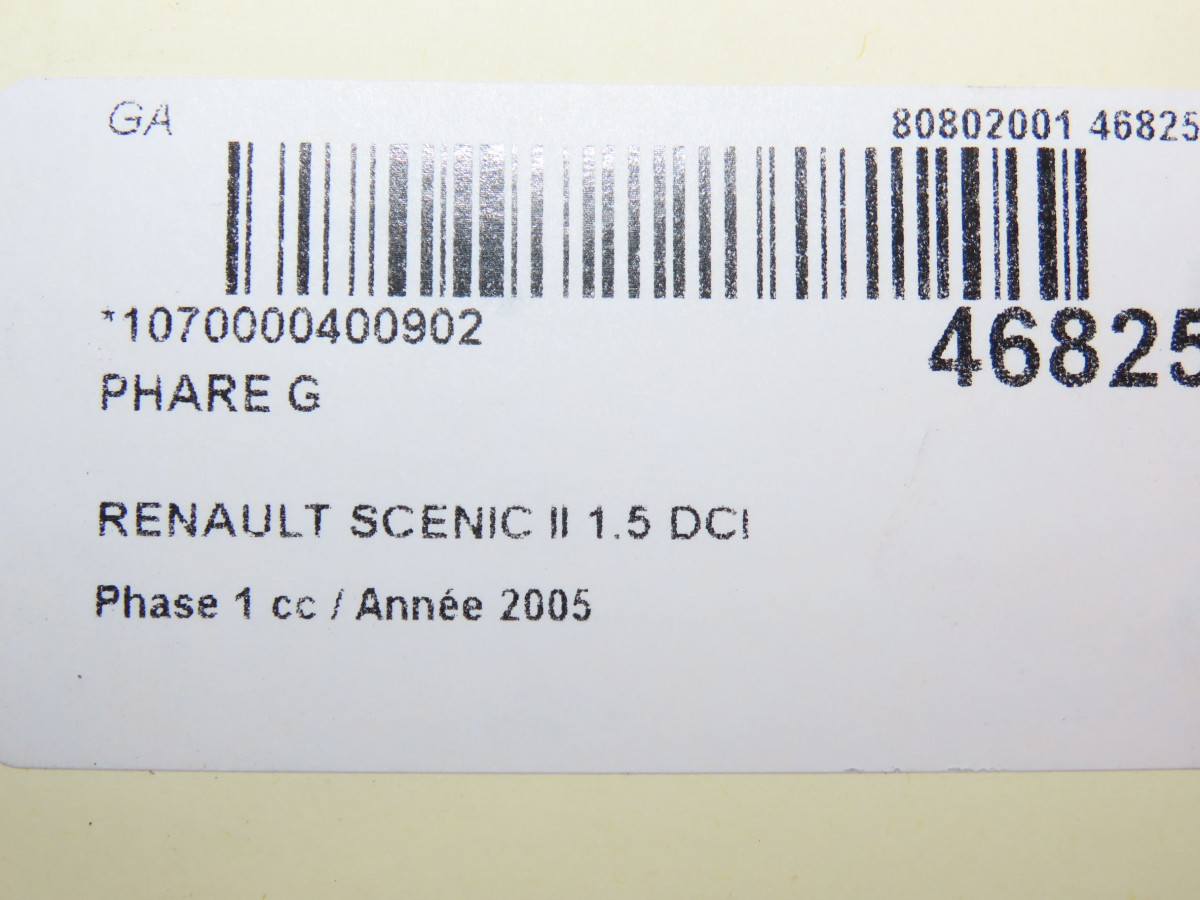 GA
80802001 46825
*1070000400902
46825
PHARE G
RENAULT SCENIC II 1.5 DCI
Phase 1 cc / Année 2005